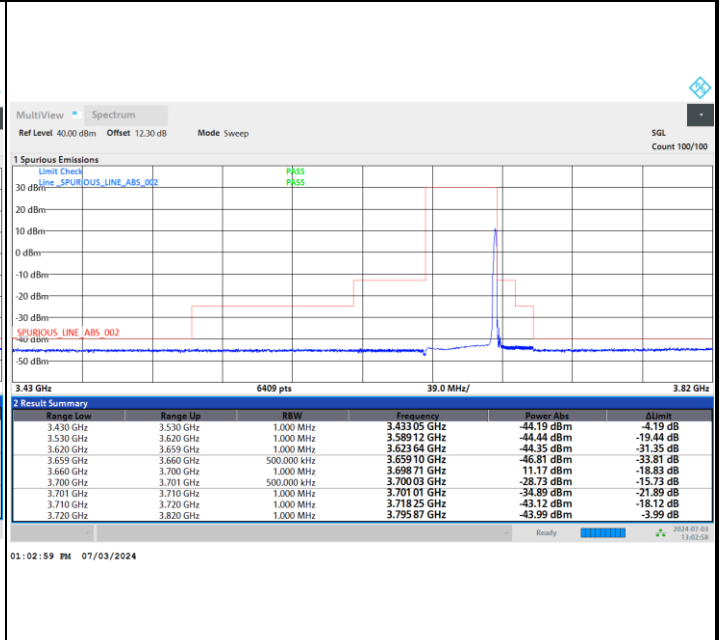 MultiView Spectrum
Ref Level 40.00 dBm Offset 12.30 dB Mode Sweep SGL
Count 100/100
1 Spurious Emissions
Limit Check PASS
Line _SPURIOUS_LINE_ABS_002 PASS
30 dBm
20 dBm
10 dBm
0 dBm
-10 dBm
-20 dBm
-30 dBm
_SPURIOUS_LINE_ABS_002
-40 dBm
-50 dBm
3.43 GHz 6409 pts 39.0 MHz/ 3.82 GHz
2 Result Summary
Range Low Range Up RBW Frequency Power Abs ΔLimit
3.430 GHz 3.530 GHz 1.000 MHz 3.433 05 GHz -44.19 dBm -4.19 dB
3.530 GHz 3.620 GHz 1.000 MHz 3.589 12 GHz -44.44 dBm -19.44 dB
3.620 GHz 3.659 GHz 1.000 MHz 3.623 64 GHz -44.35 dBm -31.35 dB
3.659 GHz 3.660 GHz 500.000 kHz 3.659 10 GHz -46.81 dBm -33.81 dB
3.660 GHz 3.700 GHz 1.000 MHz 3.698 71 GHz 11.17 dBm -18.83 dB
3.700 GHz 3.701 GHz 500.000 kHz 3.700 03 GHz -28.73 dBm -15.73 dB
3.701 GHz 3.710 GHz 1.000 MHz 3.701 01 GHz -34.89 dBm -21.89 dB
3.710 GHz 3.720 GHz 1.000 MHz 3.718 25 GHz -43.12 dBm -18.12 dB
3.720 GHz 3.820 GHz 1.000 MHz 3.795 87 GHz -43.99 dBm -3.99 dB
Ready 2024-07-03
13:02:58
01:02:59 PM 07/03/2024